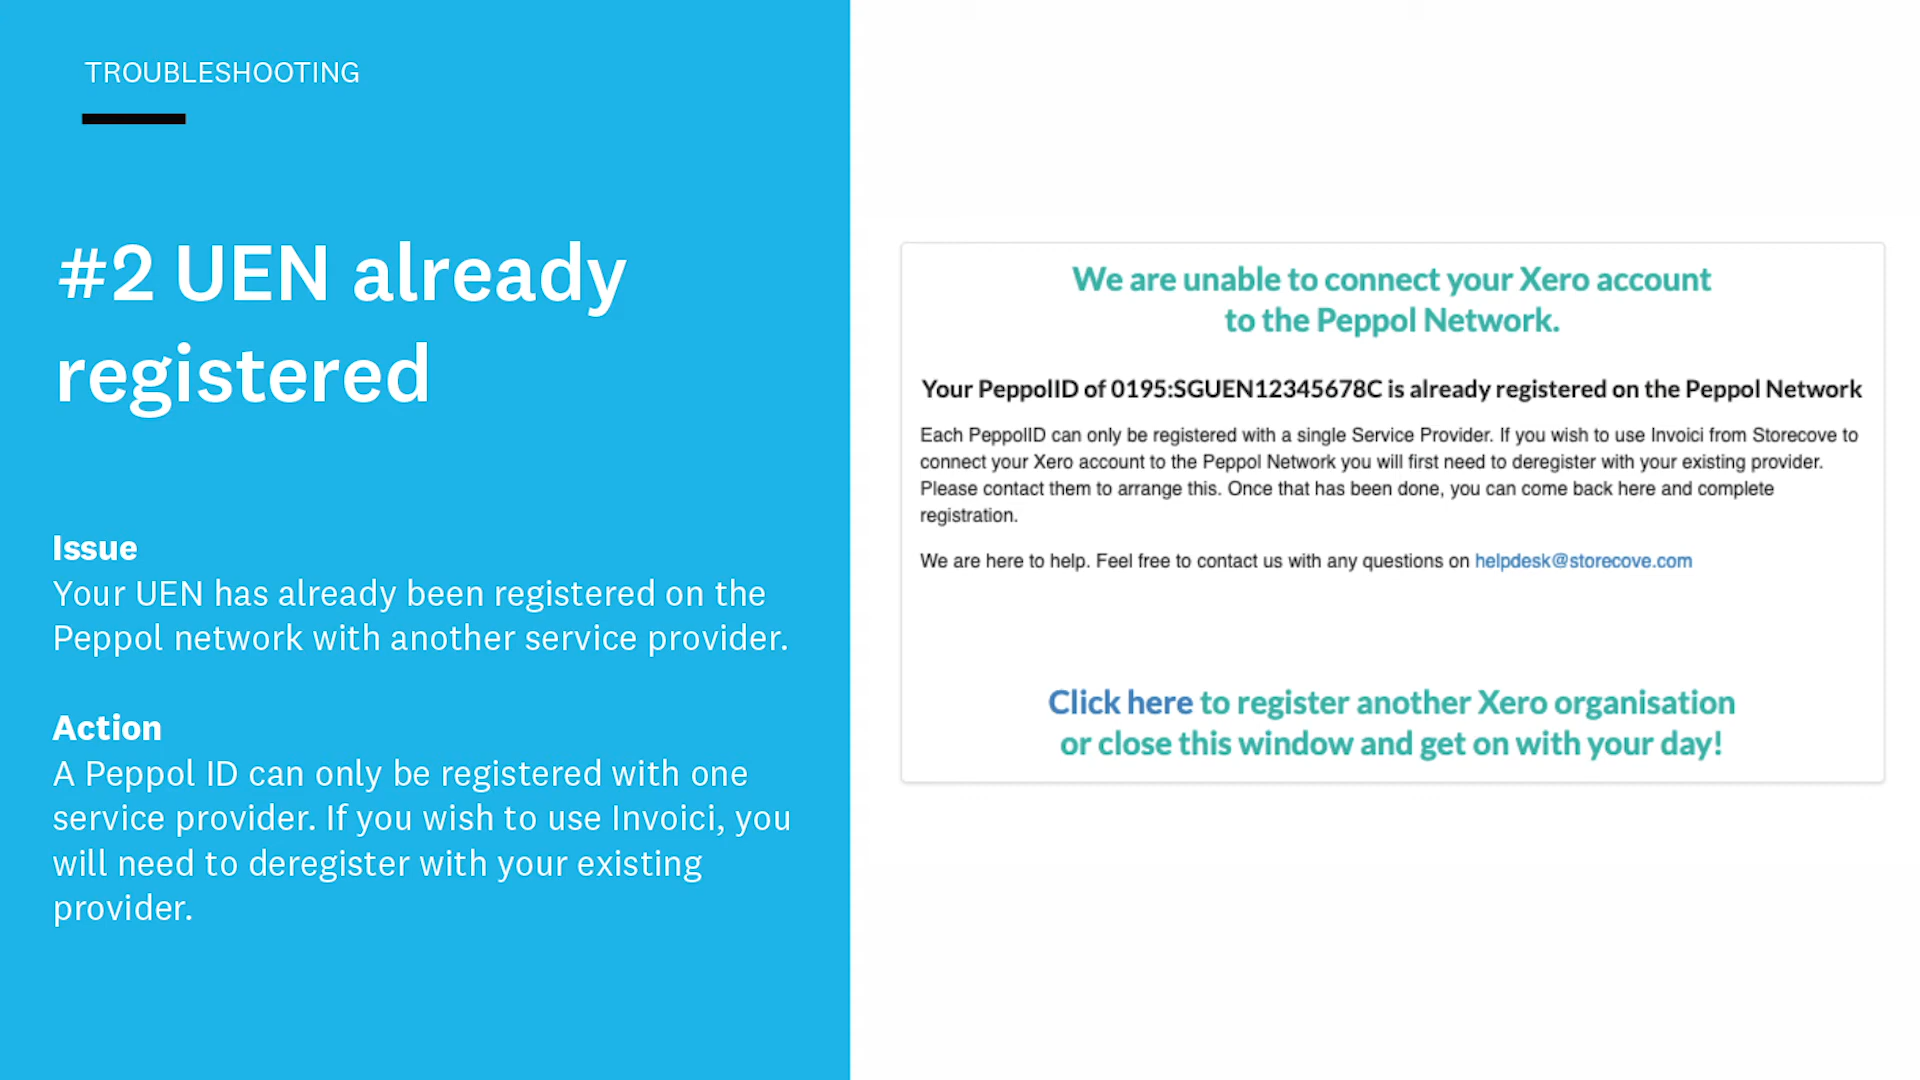 TROUBLESHOOTING
#2 UEN already
registered
Issue
Your UEN has already been registered on the
Peppol network with another service provider.
Action
A Peppol ID can only be registered with one
service provider. If you wish to use Invoici, you
will need to deregister with your existing
provider.
We are unable to connect your Xero account
to the Peppol Network.
Your PeppolID of 0195:SGUEN12345678C is already registered on the Peppol Network
Each PeppolID can only be registered with a single Service Provider. If you wish to use Invoici from Storecove to
connect your Xero account to the Peppol Network you will first need to deregister with your existing provider.
Please contact them to arrange this. Once that has been done, you can come back here and complete
registration.
We are here to help. Feel free to contact us with any questions on helpdesk@storecove.com
Click here to register another Xero organisation
or close this window and get on with your day!